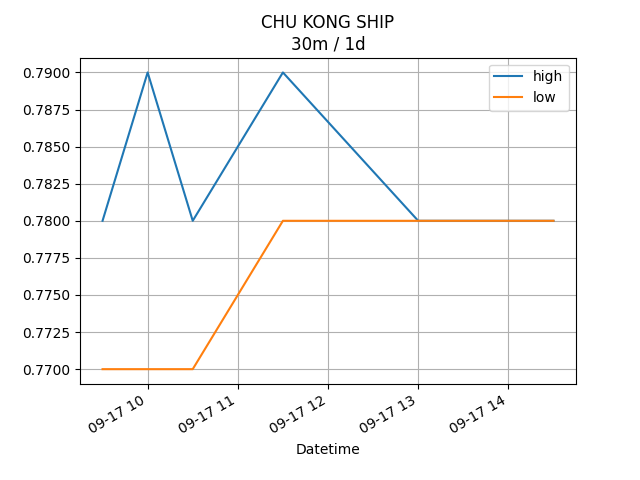 CHU KONG SHIP
30m / 1d
high
low
0.7900
0.7875
0.7850
0.7825
0.7800
0.7775
0.7750
0.7725
0.7700
09-17 10
09-17 11
09-17 12
09-17 13
09-17 14
Datetime